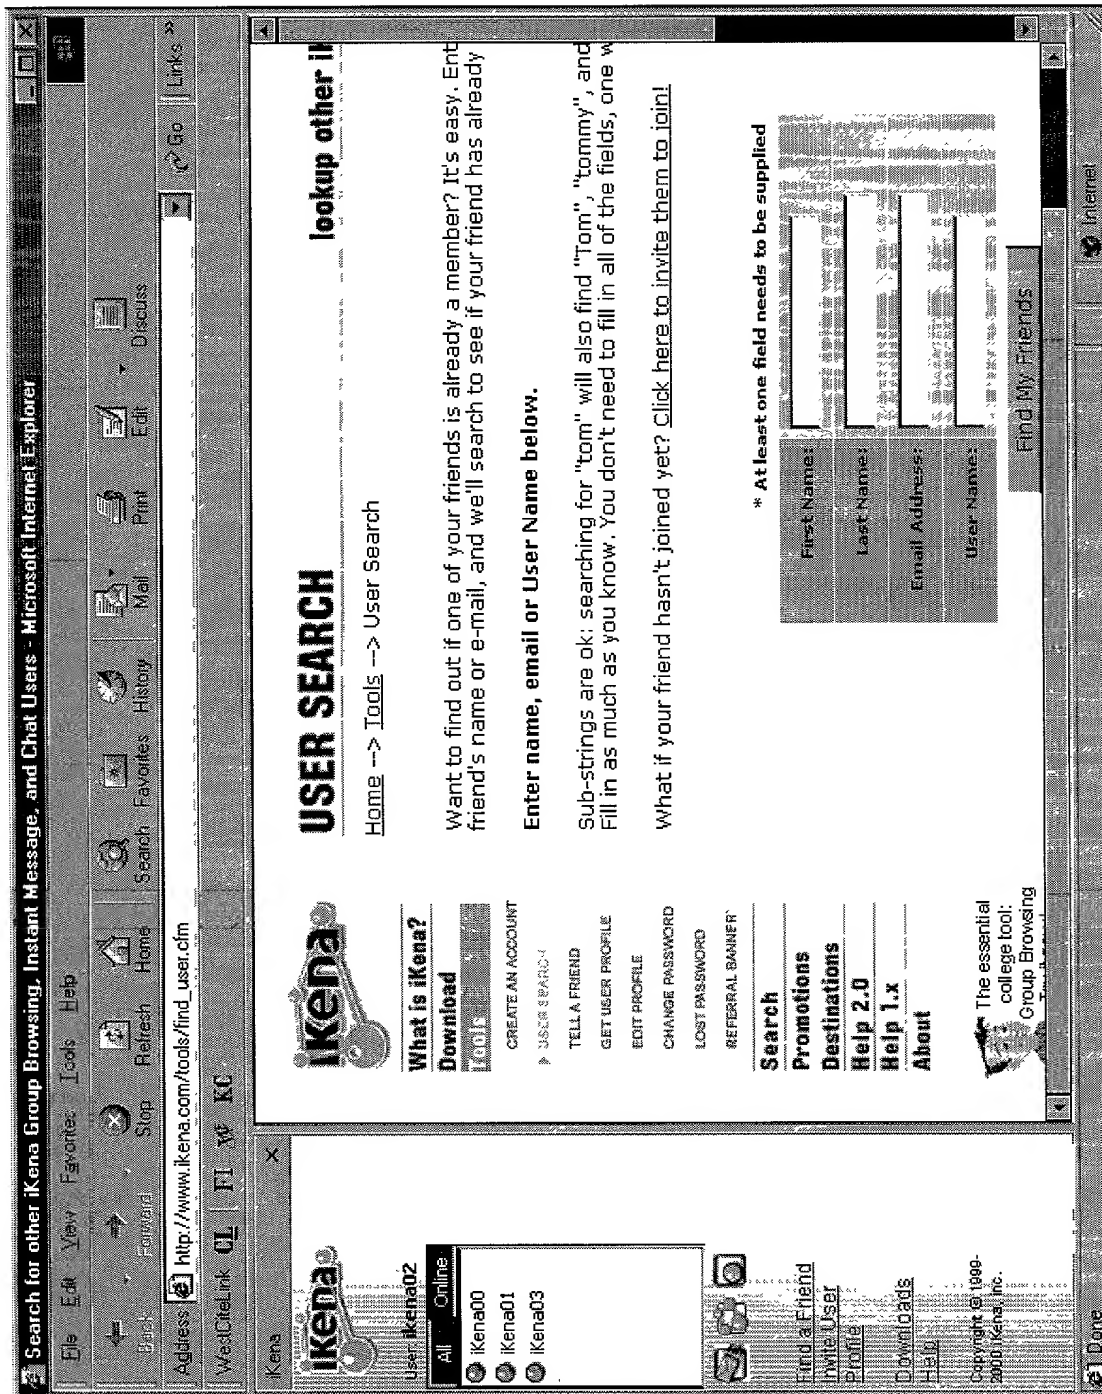 Search for other iKena Group Browsing, Instant Message, and Chat Users - Microsoft Internet Explorer
File Edit View Favorites Tools Help
Back Forward Stop Refresh Home Search Favorites History Mail Print Edit Discuss
Address http://www.ikena.com/tools/find_user.cfm Go Links »
WestCiteLink CL FI W KC
iKena
iKena
User: ikena02
All Online
iKena00
iKena01
iKena03
Find a Friend
Invite User
Profile
Downloads
Help
Copyright © 1999-
2000 iKena, Inc.
iKena
What is iKena?
Download
Tools
CREATE AN ACCOUNT
USER SEARCH
TELL A FRIEND
GET USER PROFILE
EDIT PROFILE
CHANGE PASSWORD
LOST PASSWORD
REFERRAL BANNER
Search
Promotions
Destinations
Help 2.0
Help 1.x
About
The essential
college tool:
Group Browsing
USER SEARCH lookup other iK
Home --> Tools --> User Search
Want to find out if one of your friends is already a member? It's easy. Ent
friend's name or e-mail, and we'll search to see if your friend has already
Enter name, email or User Name below.
Sub-strings are ok: searching for "tom" will also find "Tom", "tommy", and
Fill in as much as you know. You don't need to fill in all of the fields, one w
What if your friend hasn't joined yet? Click here to invite them to join!
* At least one field needs to be supplied
First Name:
Last Name:
Email Address:
User Name:
Find My Friends
Done Internet